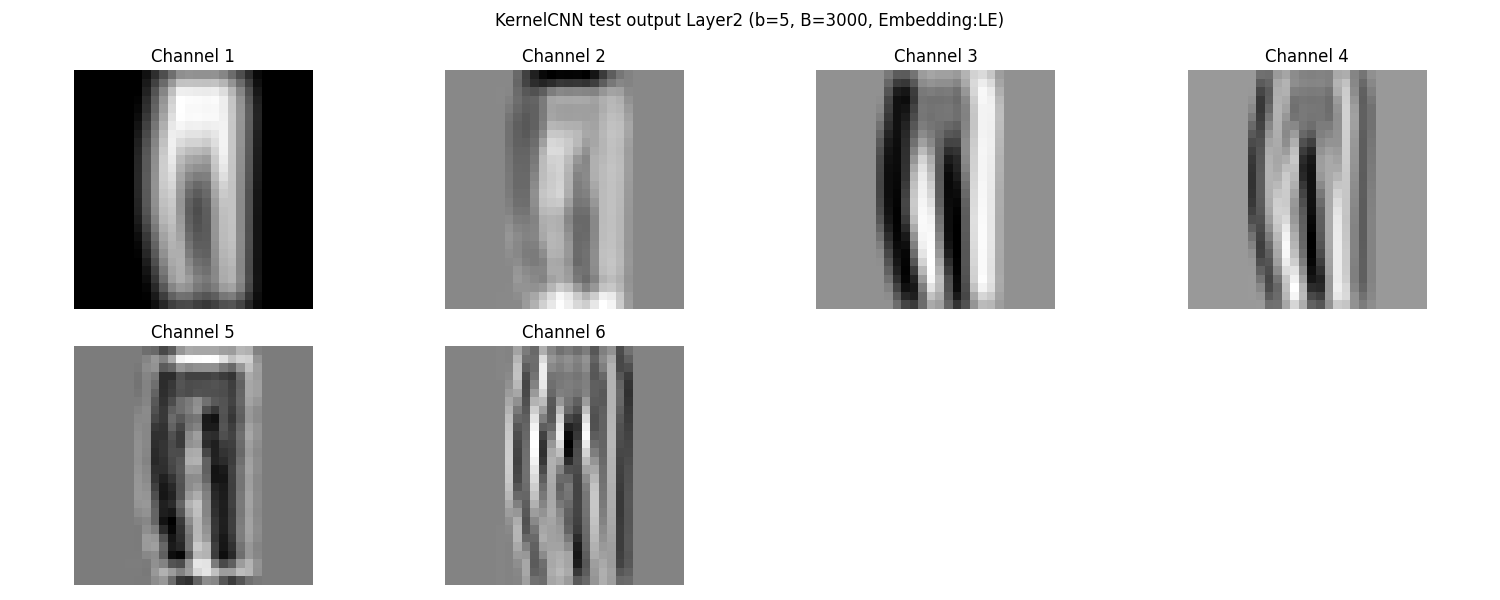 KernelCNN test output Layer2 (b=5, B=3000, Embedding:LE)
Channel 1
Channel 2
Channel 3
Channel 4
Channel 5
Channel 6